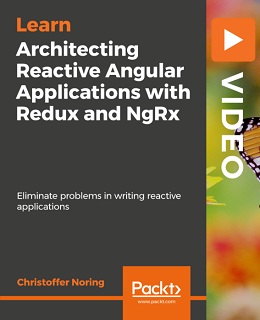 Learn
Architecting
Reactive Angular
Applications with
Redux and NgRx
VIDEO
Eliminate problems in writing reactive
applications
Christoffer Noring
Packt>
www.packt.com